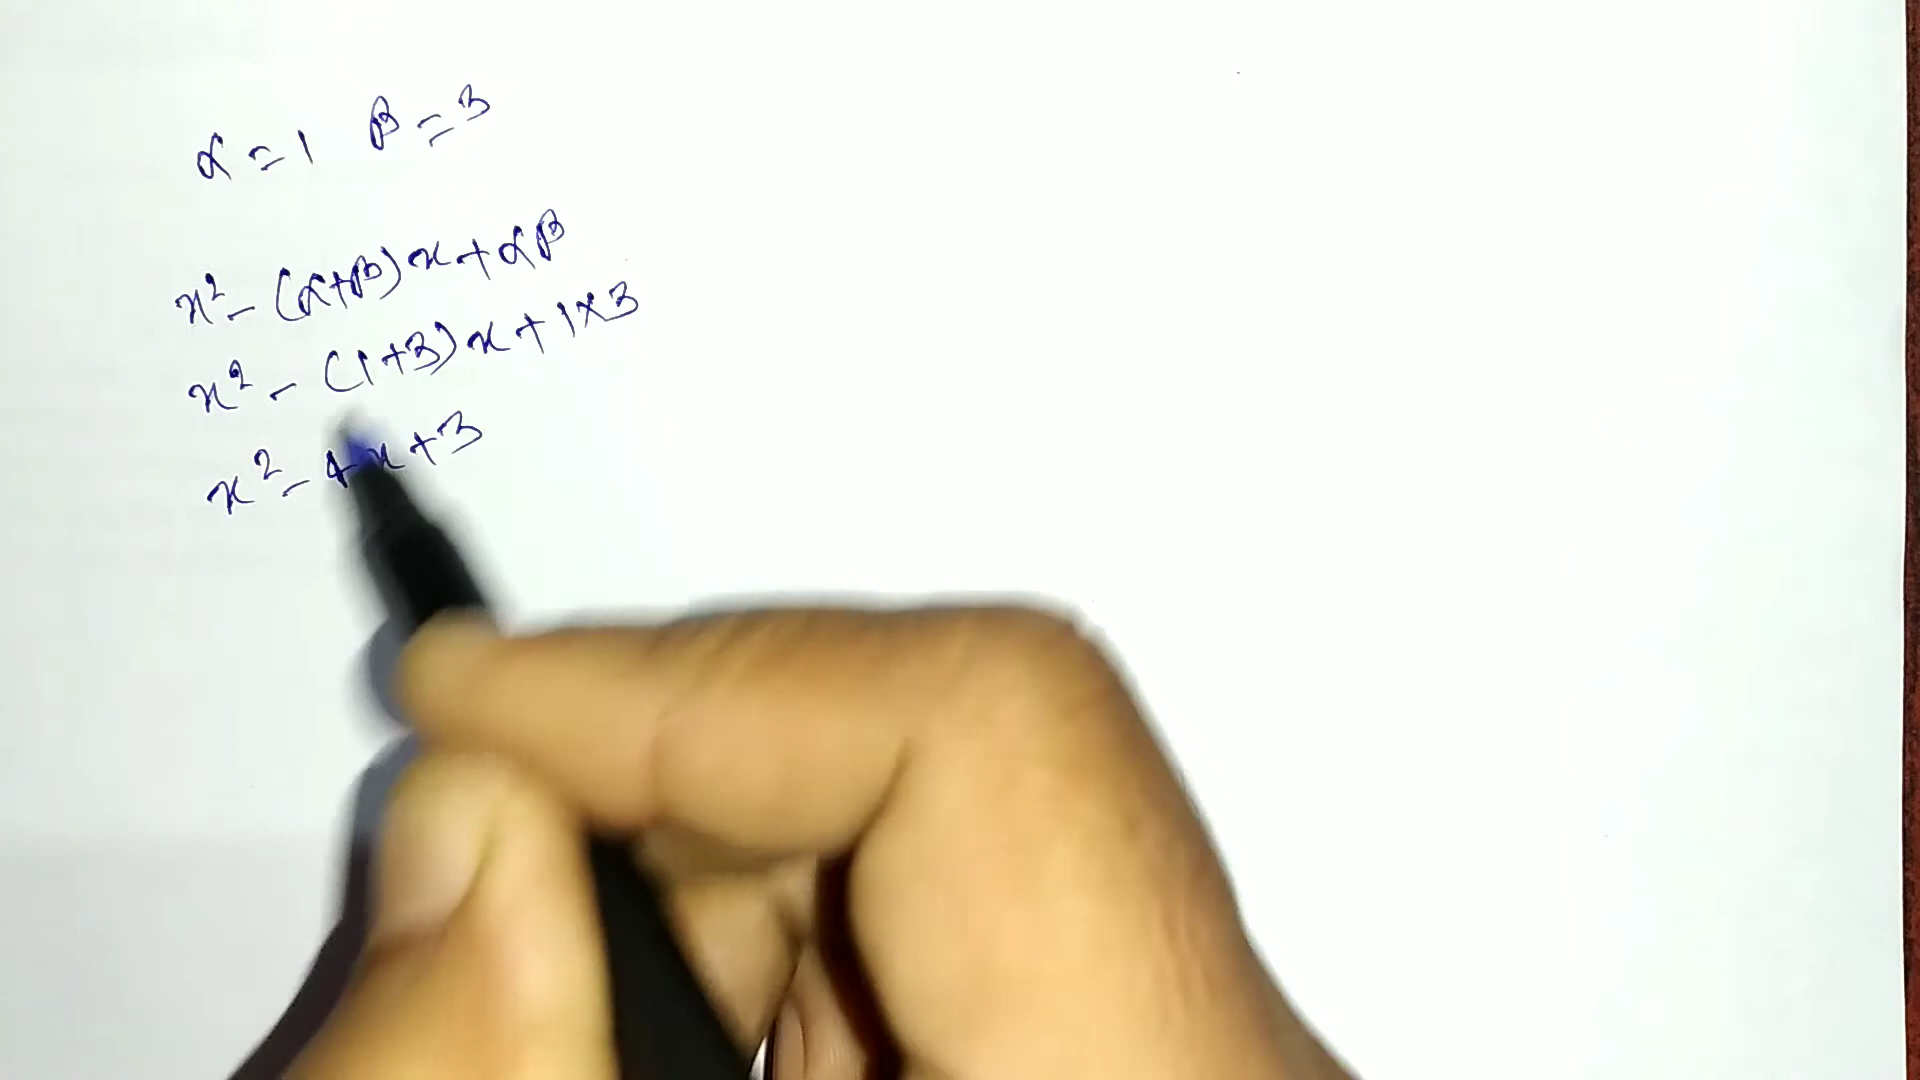 α = 1 β = 3
x² - (α+β)x + αβ
x² - (1+3)x + 1×3
x² - 4x + 3